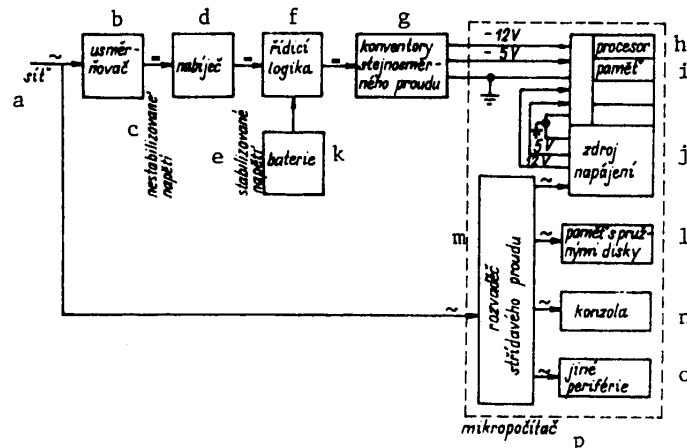 b
d
f
g
h
- 12V
- 5V
~
síť
a
usměr-
ňovač
=
nabíječ
=
řídicí
logika
=
konventory
stejnosměr-
ného proudu
procesor
paměť
i
c
nestabilizované
napětí
e
stabilizované
napětí
baterie
k
5V
12V
zdroj
napájení
j
~
m
rozvaděč
střídavého proudu
~
paměť s pruž-
nými disky
l
~
~
konzola
n
~
jiné
periférie
o
mikropočítač
p